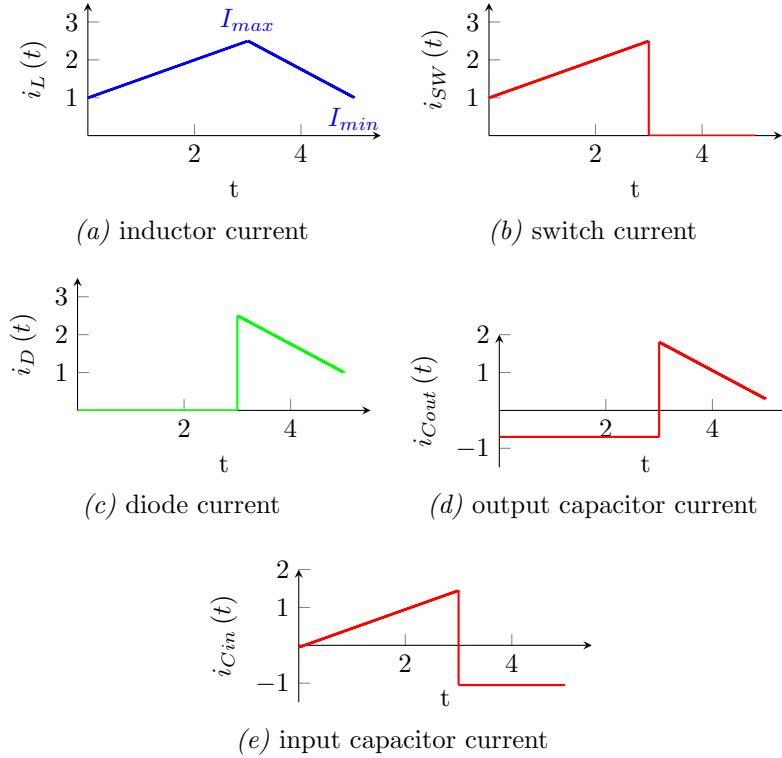 3
2
1
i_L(t)
I_max
I_min
2 4
t
(a) inductor current
3
2
1
i_SW(t)
2 4
t
(b) switch current
3
2
1
i_D(t)
2 4
t
(c) diode current
2
1
−1
i_Cout(t)
2 4
t
(d) output capacitor current
2
1
−1
i_Cin(t)
2 4
t
(e) input capacitor current